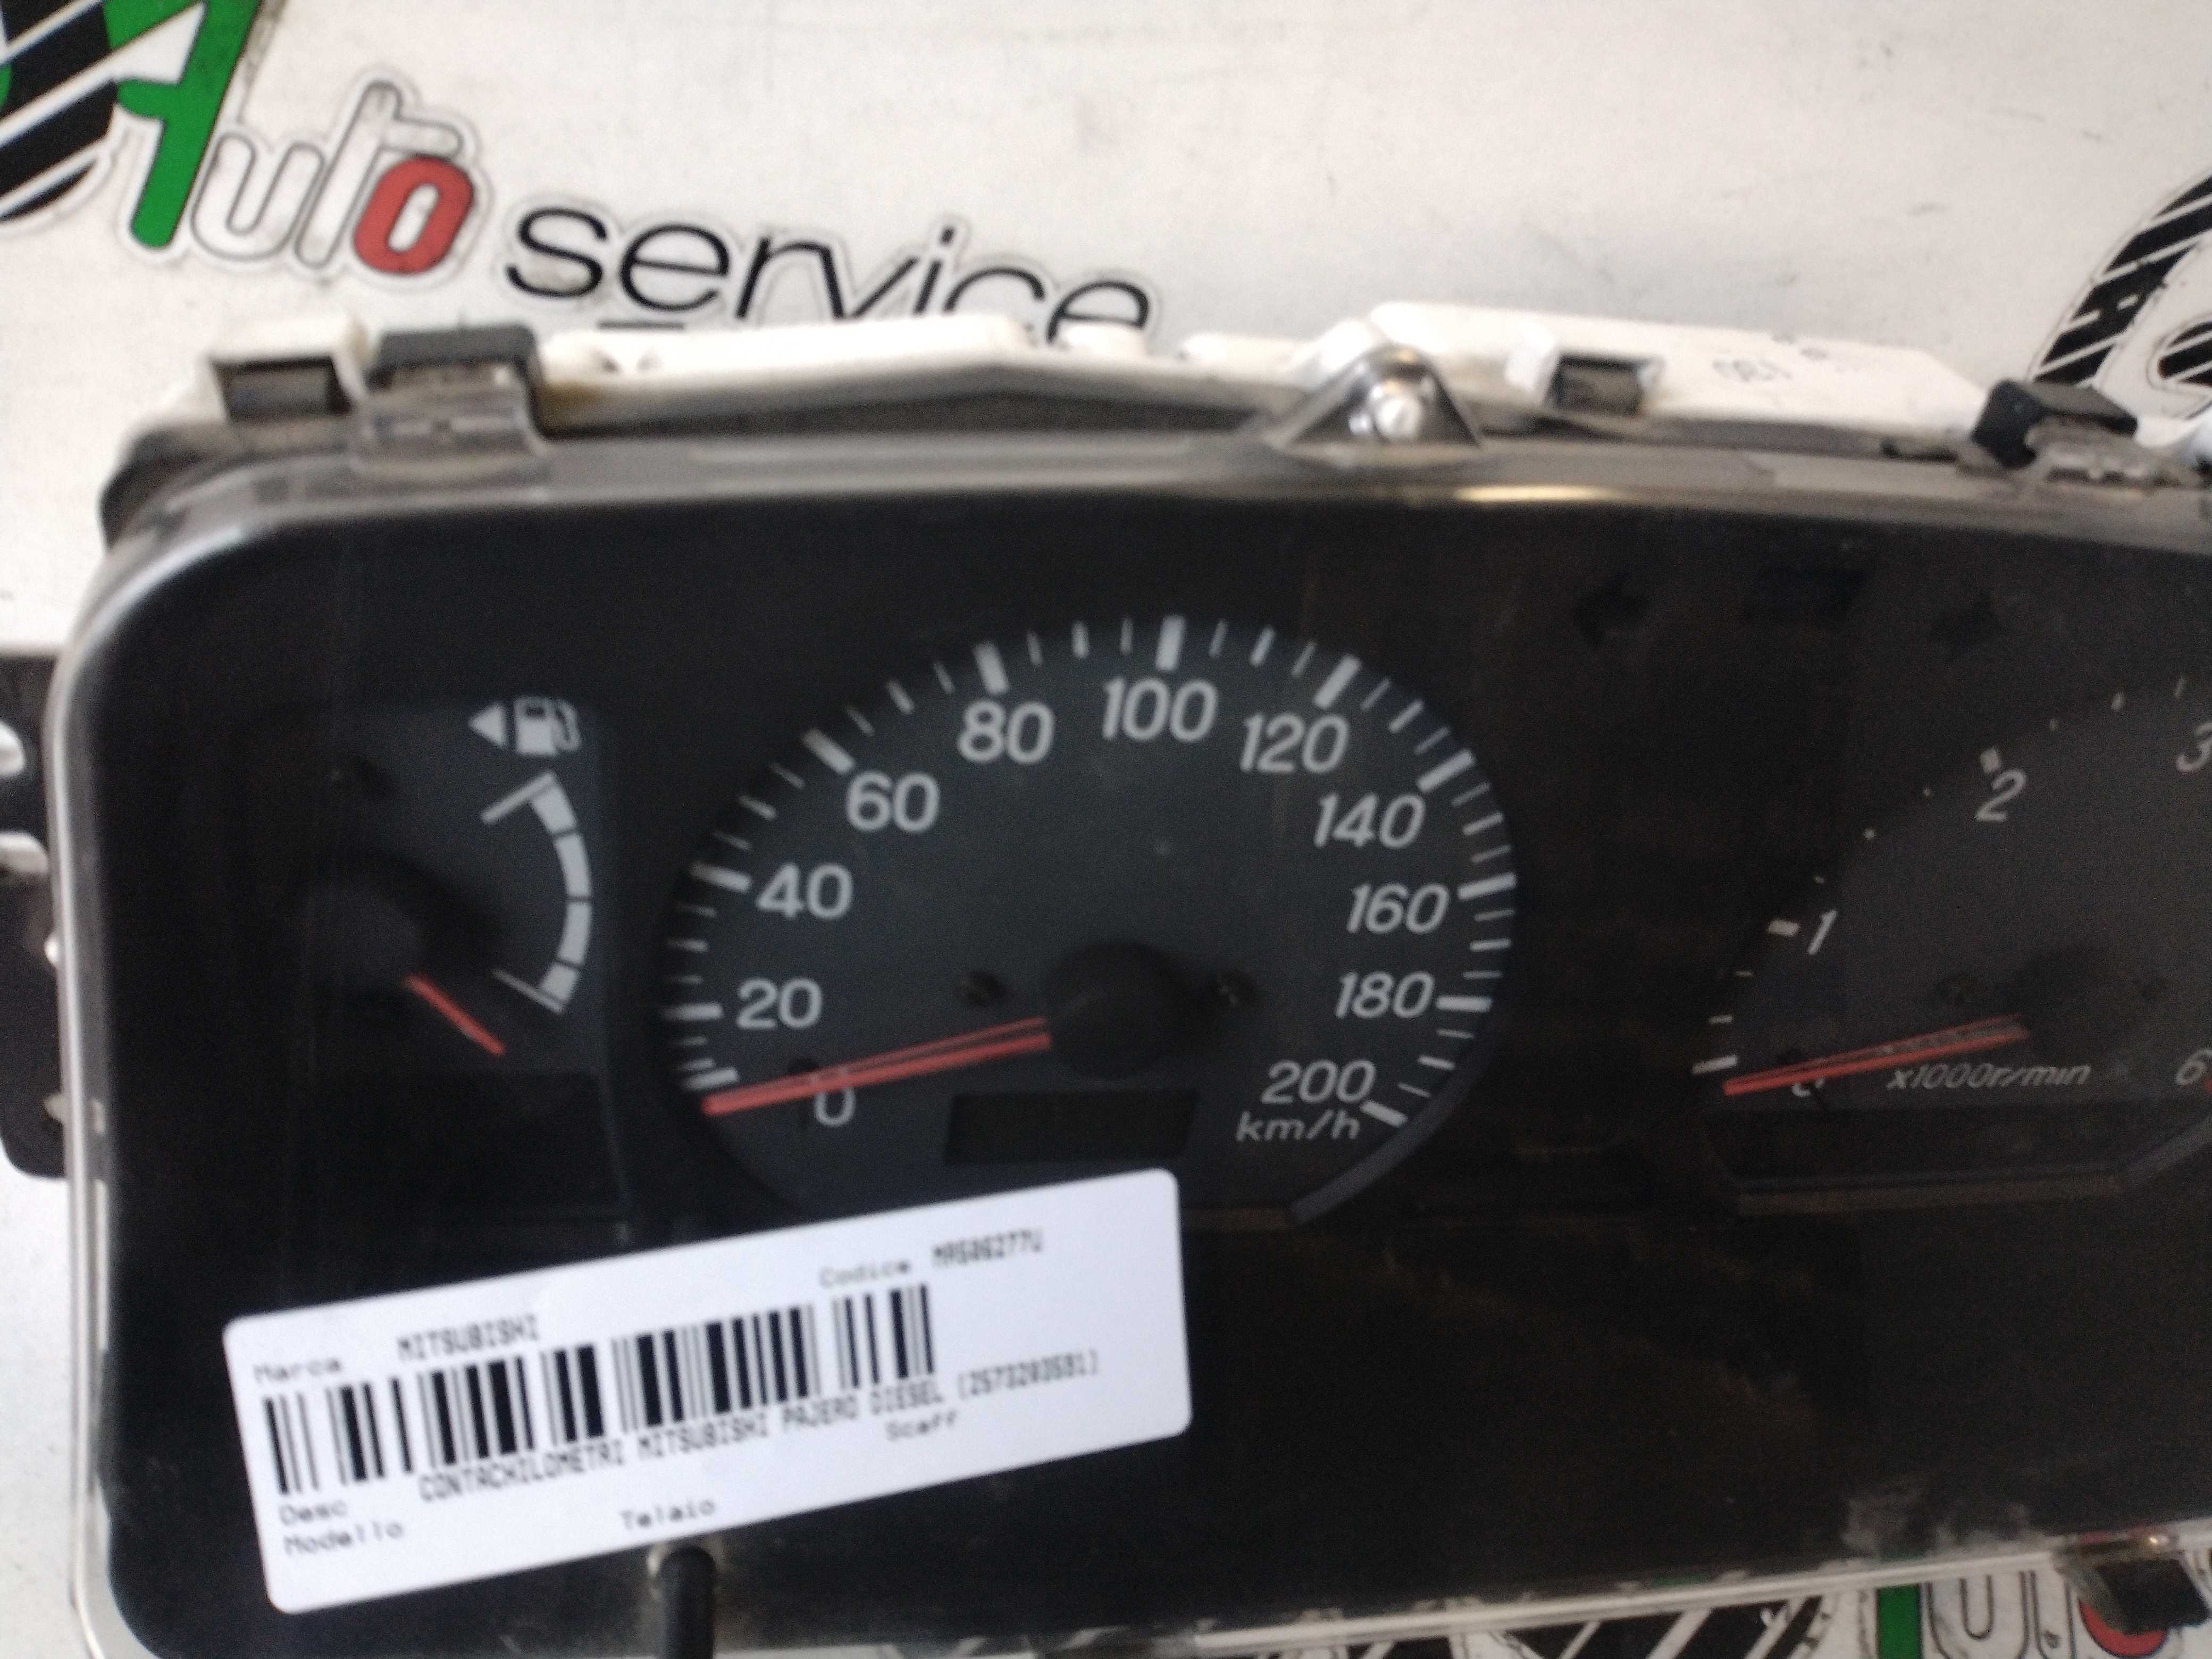 Auto service
80 100 120
60 140
40 160
20 180
0 200
km/h
1 2 3
x1000r/min 6
Codice
Marca MITSUBISHI
CONTACHILOMETRI MITSUBISHI PAJERO DIESEL
Desc Scaff
Modello Telaio